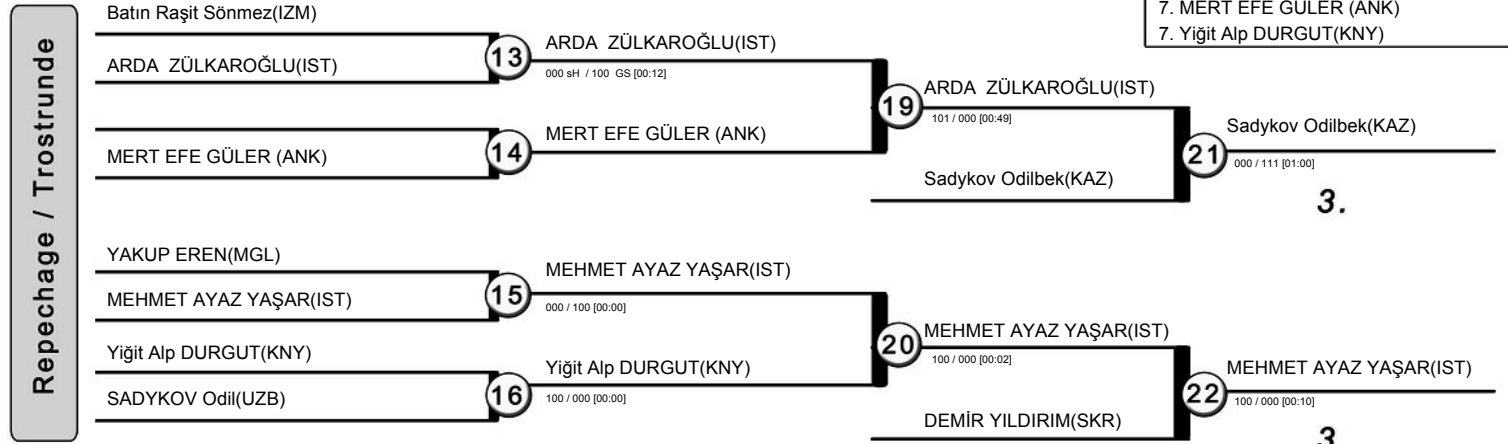 Repechage / Trostrunde
7. MERT EFE GÜLER (ANK)
7. Yiğit Alp DURGUT(KNY)
Batın Raşit Sönmez(IZM)
ARDA ZÜLKAROĞLU(IST)
13
ARDA ZÜLKAROĞLU(IST)
000 sH / 100 GS [00:12]
MERT EFE GÜLER (ANK)
14
MERT EFE GÜLER (ANK)
19
ARDA ZÜLKAROĞLU(IST)
101 / 000 [00:49]
Sadykov Odilbek(KAZ)
21
Sadykov Odilbek(KAZ)
000 / 111 [01:00]
3.
YAKUP EREN(MGL)
MEHMET AYAZ YAŞAR(IST)
15
MEHMET AYAZ YAŞAR(IST)
000 / 100 [00:00]
Yiğit Alp DURGUT(KNY)
SADYKOV Odil(UZB)
16
Yiğit Alp DURGUT(KNY)
100 / 000 [00:00]
20
MEHMET AYAZ YAŞAR(IST)
100 / 000 [00:02]
DEMİR YILDIRIM(SKR)
22
MEHMET AYAZ YAŞAR(IST)
100 / 000 [00:10]
3